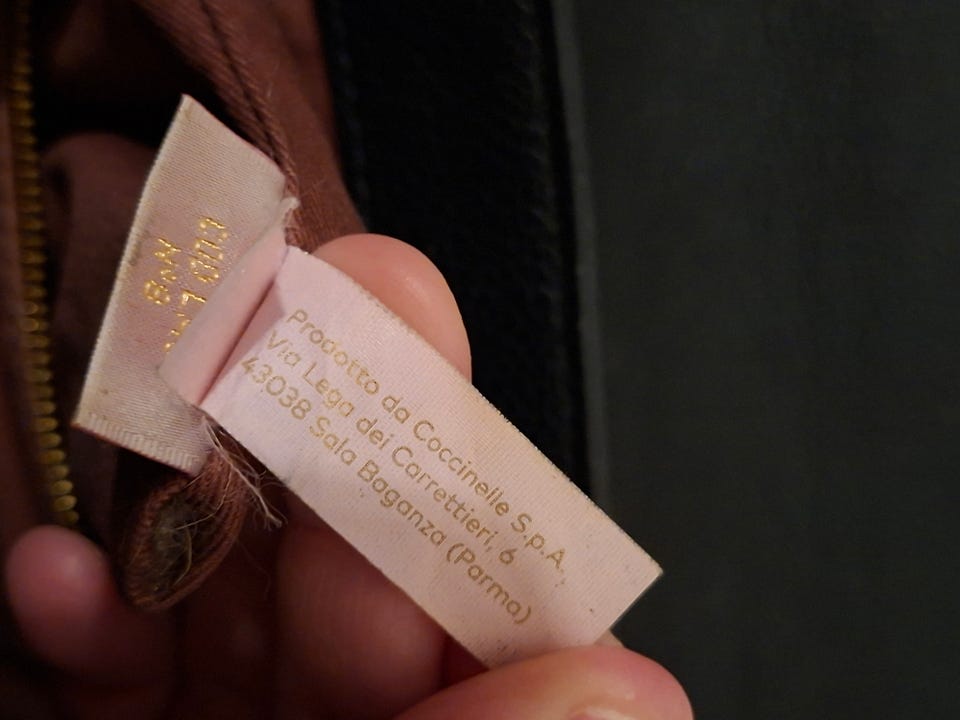 Prodotto da Coccinelle S.p.A.
Via Lega dei Carrettieri, 6
43038 Sala Baganza (Parma)